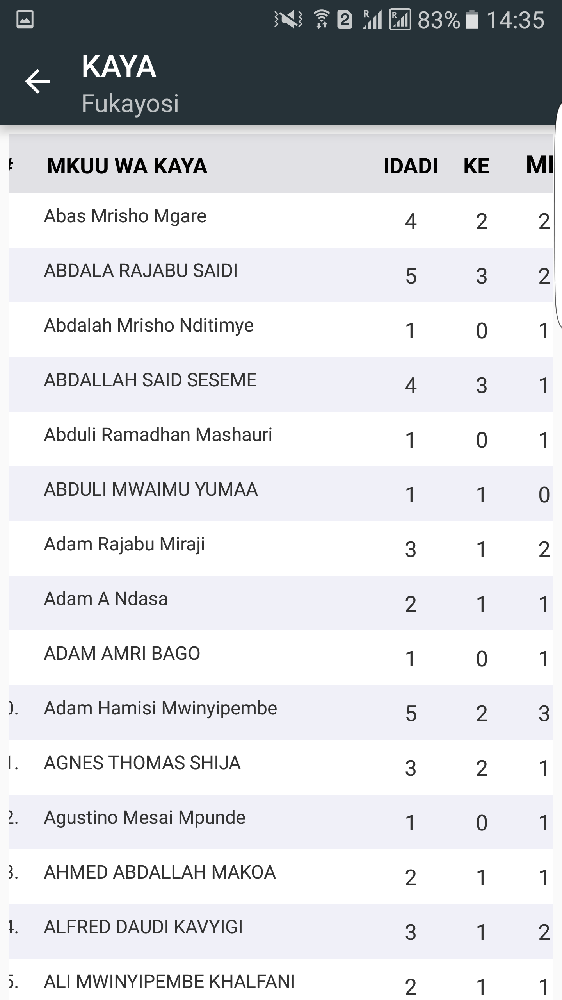 2 R R 83% 14:35
KAYA
Fukayosi
# MKUU WA KAYA IDADI KE
Abas Mrisho Mgare 4 2 2
ABDALA RAJABU SAIDI 5 3 2
Abdalah Mrisho Nditimye 1 0 1
ABDALLAH SAID SESEME 4 3 1
Abduli Ramadhan Mashauri 1 0 1
ABDULI MWAIMU YUMAA 1 1 0
Adam Rajabu Miraji 3 1 2
Adam A Ndasa 2 1 1
ADAM AMRI BAGO 1 0 1
0. Adam Hamisi Mwinyipembe 5 2 3
1. AGNES THOMAS SHIJA 3 2 1
2. Agustino Mesai Mpunde 1 0 1
3. AHMED ABDALLAH MAKOA 2 1 1
4. ALFRED DAUDI KAVYIGI 3 1 2
5. ALI MWINYIPEMBE KHALFANI 2 1 1